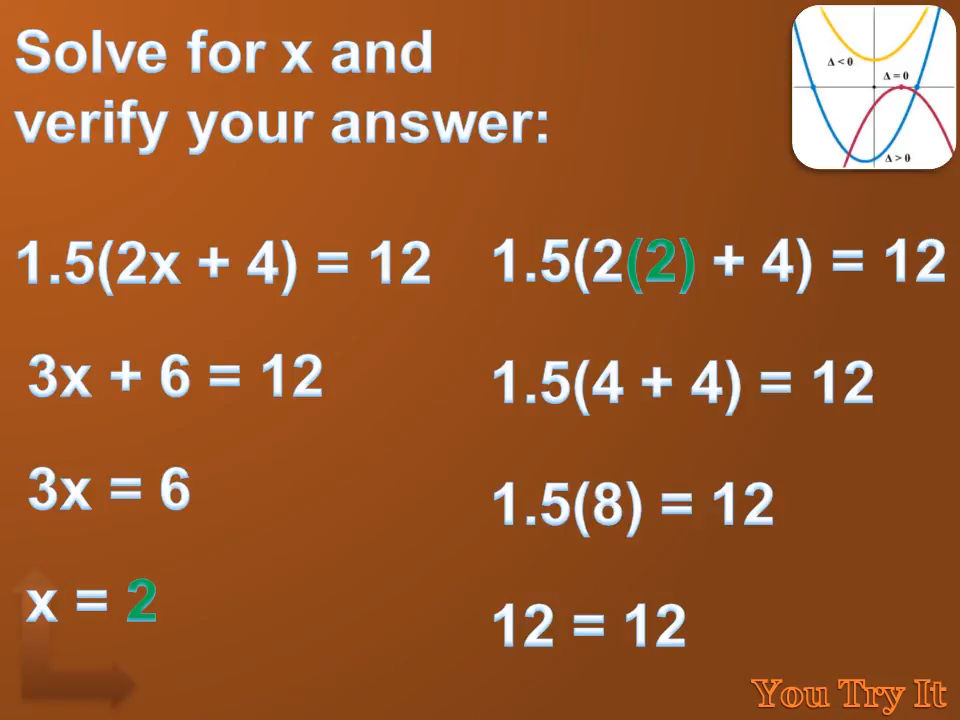 Solve for x and
verify your answer:
Δ < 0
Δ = 0
Δ > 0
1.5(2x + 4) = 12
3x + 6 = 12
3x = 6
x = 2
1.5(2(2) + 4) = 12
1.5(4 + 4) = 12
1.5(8) = 12
12 = 12
You Try It